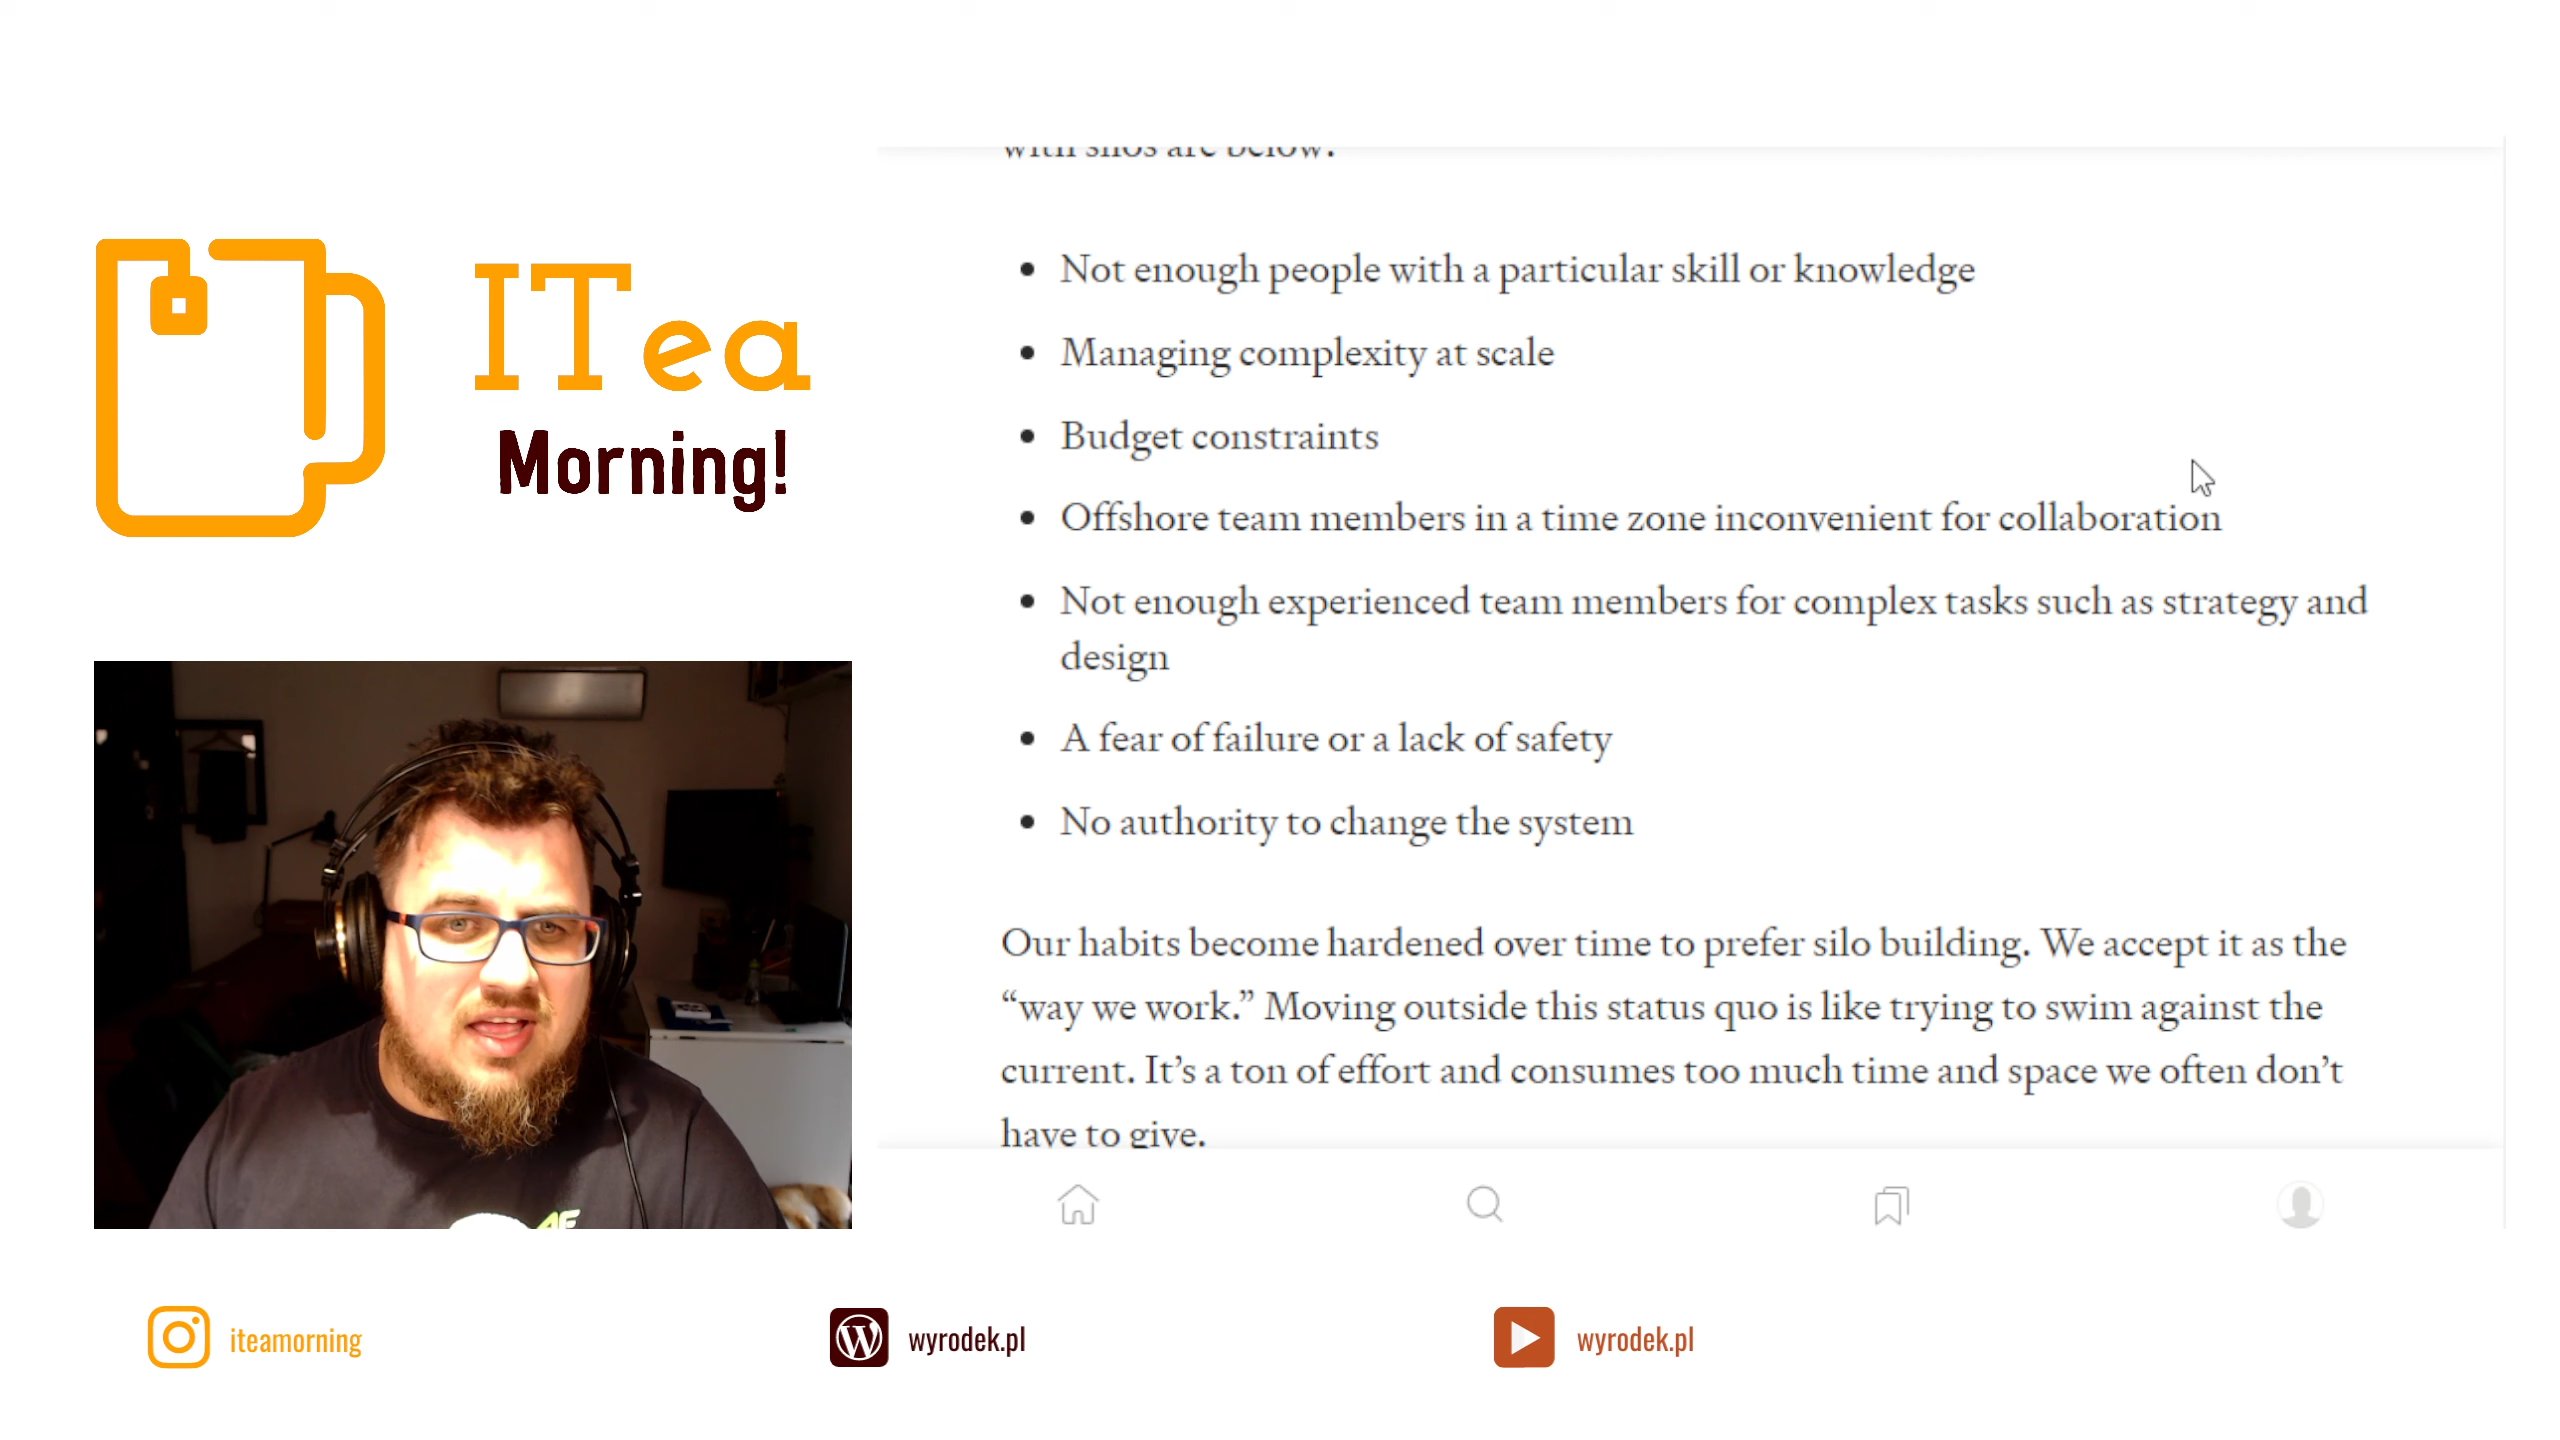 with silos are below:
ITea
Morning!
• Not enough people with a particular skill or knowledge
• Managing complexity at scale
• Budget constraints
• Offshore team members in a time zone inconvenient for collaboration
• Not enough experienced team members for complex tasks such as strategy and
design
• A fear of failure or a lack of safety
• No authority to change the system
Our habits become hardened over time to prefer silo building. We accept it as the
“way we work.” Moving outside this status quo is like trying to swim against the
current. It’s a ton of effort and consumes too much time and space we often don’t
have to give.
iteamorning
wyrodek.pl
wyrodek.pl